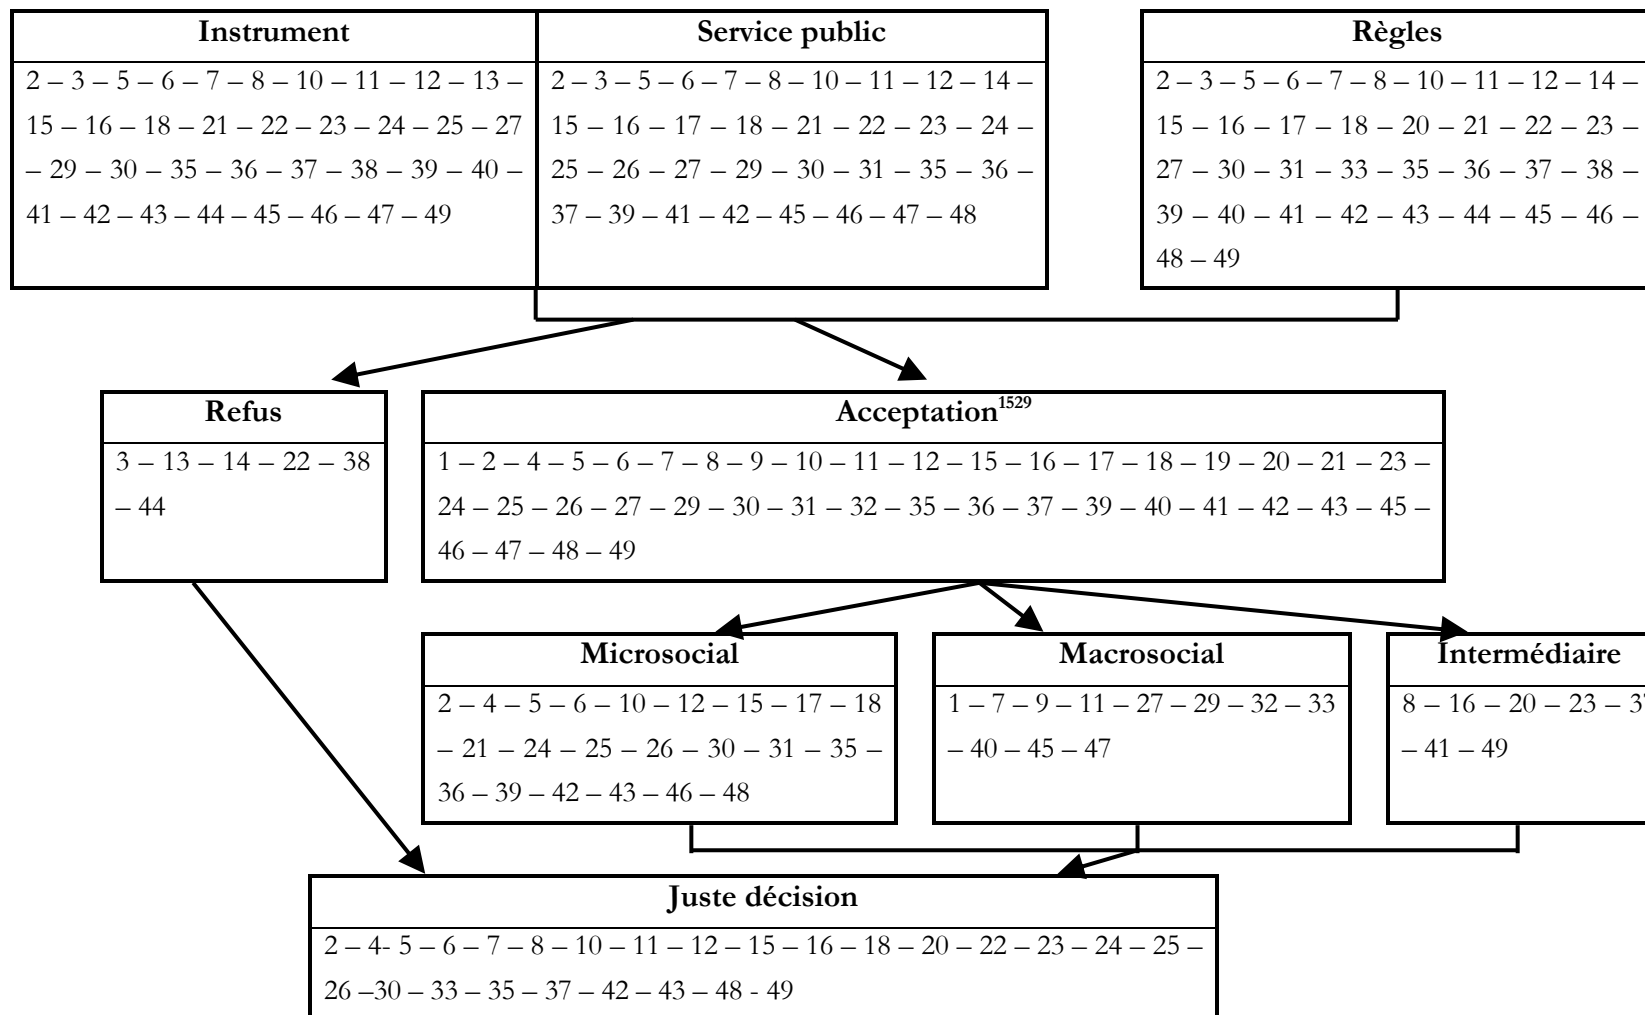 Instrument
2 – 3 – 5 – 6 – 7 – 8 – 10 – 11 – 12 – 13 –
15 – 16 – 18 – 21 – 22 – 23 – 24 – 25 – 27
– 29 – 30 – 35 – 36 – 37 – 38 – 39 – 40 –
41 – 42 – 43 – 44 – 45 – 46 – 47 – 49
Service public
2 – 3 – 5 – 6 – 7 – 8 – 10 – 11 – 12 – 14 –
15 – 16 – 17 – 18 – 21 – 22 – 23 – 24 –
25 – 26 – 27 – 29 – 30 – 31 – 35 – 36 –
37 – 39 – 41 – 42 – 45 – 46 – 47 – 48
Règles
2 – 3 – 5 – 6 – 7 – 8 – 10 – 11 – 12 – 14 –
15 – 16 – 17 – 18 – 20 – 21 – 22 – 23 –
27 – 30 – 31 – 33 – 35 – 36 – 37 – 38 –
39 – 40 – 41 – 42 – 43 – 44 – 45 – 46 –
48 – 49
Refus
3 – 13 – 14 – 22 – 38
– 44
Acceptation1529
1 – 2 – 4 – 5 – 6 – 7 – 8 – 9 – 10 – 11 – 12 – 15 – 16 – 17 – 18 – 19 – 20 – 21 – 23 –
24 – 25 – 26 – 27 – 29 – 30 – 31 – 32 – 35 – 36 – 37 – 39 – 40 – 41 – 42 – 43 – 45 –
46 – 47 – 48 – 49
Microsocial
2 – 4 – 5 – 6 – 10 – 12 – 15 – 17 – 18
– 21 – 24 – 25 – 26 – 30 – 31 – 35 –
36 – 39 – 42 – 43 – 46 – 48
Macrosocial
1 – 7 – 9 – 11 – 27 – 29 – 32 – 33
– 40 – 45 – 47
Intermédiaire
8 – 16 – 20 – 23 –
– 41 – 49
Juste décision
2 – 4- 5 – 6 – 7 – 8 – 10 – 11 – 12 – 15 – 16 – 18 – 20 – 22 – 23 – 24 – 25 –
26 –30 – 33 – 35 – 37 – 42 – 43 – 48 - 49